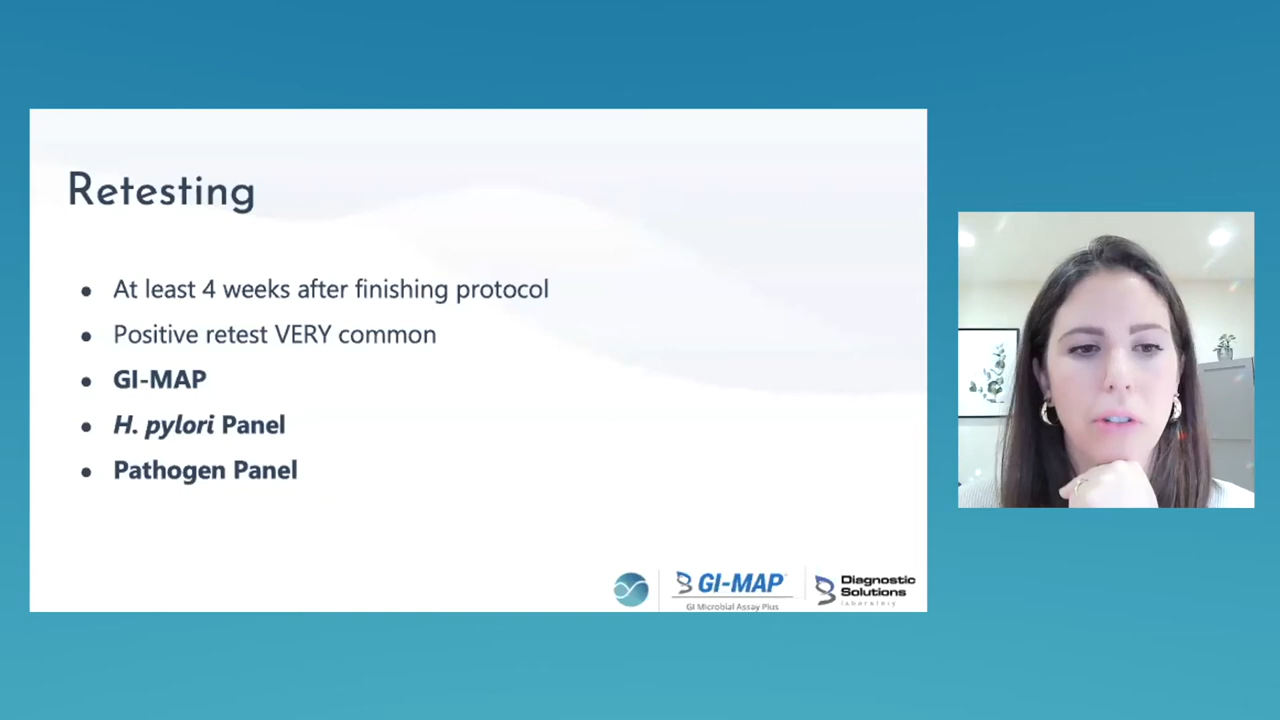 Retesting
At least 4 weeks after finishing protocol
Positive retest VERY common
GI-MAP
H. pylori Panel
Pathogen Panel
GI-MAP
GI Microbial Assay Plus
Diagnostic
Solutions
laboratory